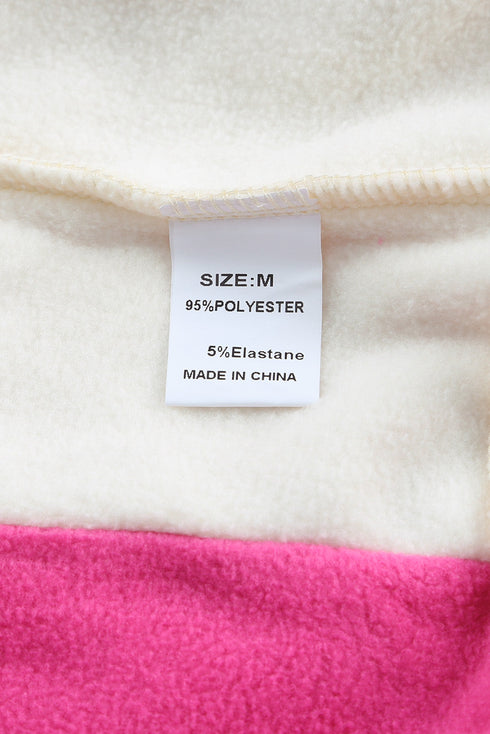 SIZE:M
95%POLYESTER
5%Elastane
MADE IN CHINA